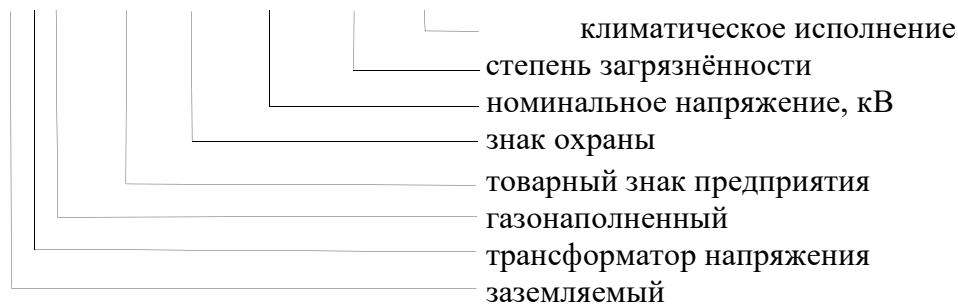 климатическое исполнение
степень загрязнённости
номинальное напряжение, кВ
знак охраны
товарный знак предприятия
газонаполненный
трансформатор напряжения
заземляемый